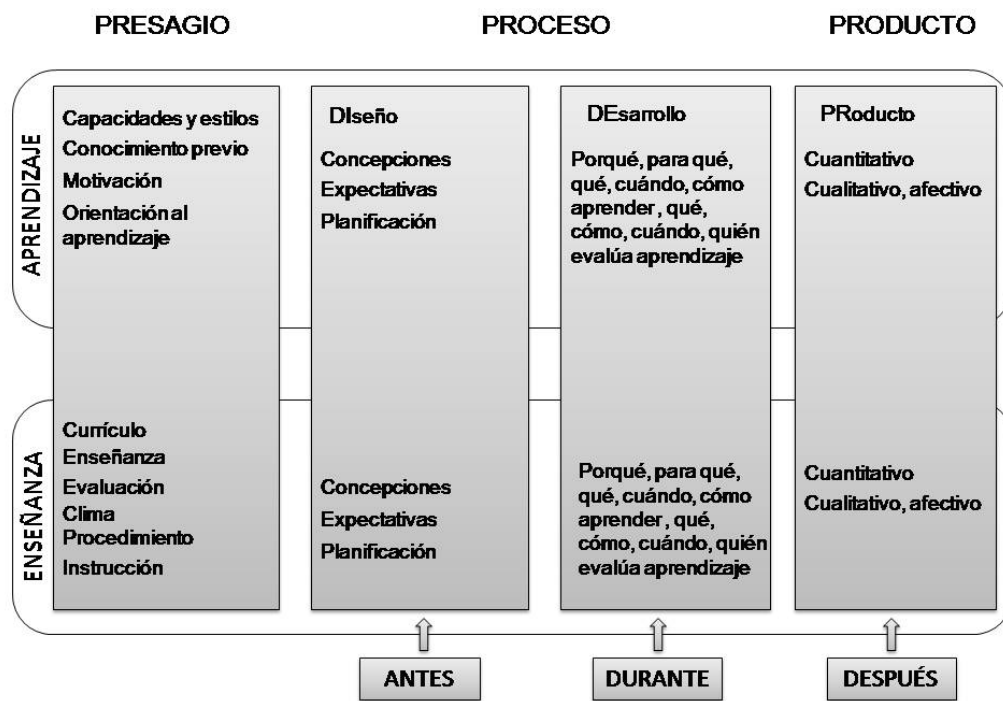 PRESAGIO
PROCESO
PRODUCTO
APRENDIZAJE
Capacidades y estilos
Conocimiento previo
Motivación
Orientación al
aprendizaje
DIseño
Concepciones
Expectativas
Planificación
DEsarrollo
Porqué, para qué,
qué, cuándo, cómo
aprender , qué,
cómo, cuándo, quién
evalúa aprendizaje
PRoducto
Cuantitativo
Cualitativo, afectivo
ENSEÑANZA
Currículo
Enseñanza
Evaluación
Clima
Procedimiento
Instrucción
Concepciones
Expectativas
Planificación
Porqué, para qué,
qué, cuándo, cómo
aprender , qué,
cómo, cuándo, quién
evalúa aprendizaje
Cuantitativo
Cualitativo, afectivo
ANTES
DURANTE
DESPUÉS